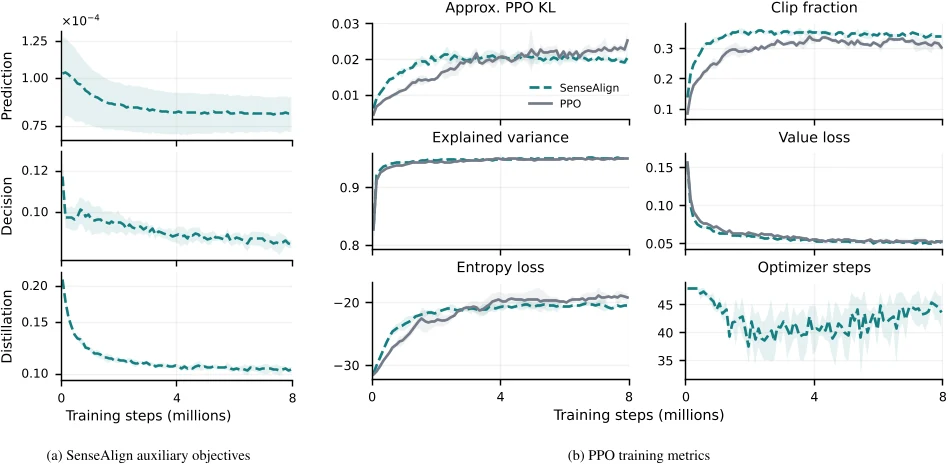 ×10⁻⁴
Prediction
1.25
1.00
0.75
Decision
0.12
0.10
Distillation
0.20
0.15
0.10
0
4
8
Training steps (millions)
(a) SenseAlign auxiliary objectives
Approx. PPO KL
0.03
0.02
0.01
SenseAlign
PPO
Clip fraction
0.3
0.2
0.1
Explained variance
0.9
0.8
Value loss
0.15
0.10
0.05
Entropy loss
−20
−30
0
4
8
Optimizer steps
45
40
35
0
4
8
Training steps (millions)
(b) PPO training metrics